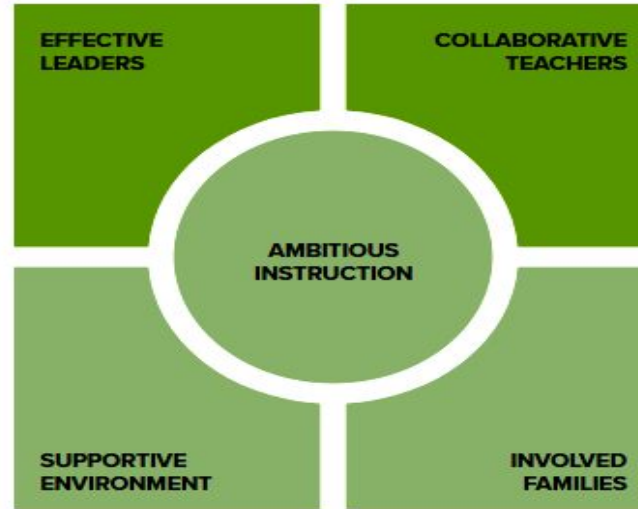 EFFECTIVE
LEADERS
COLLABORATIVE
TEACHERS
AMBITIOUS
INSTRUCTION
SUPPORTIVE
ENVIRONMENT
INVOLVED
FAMILIES